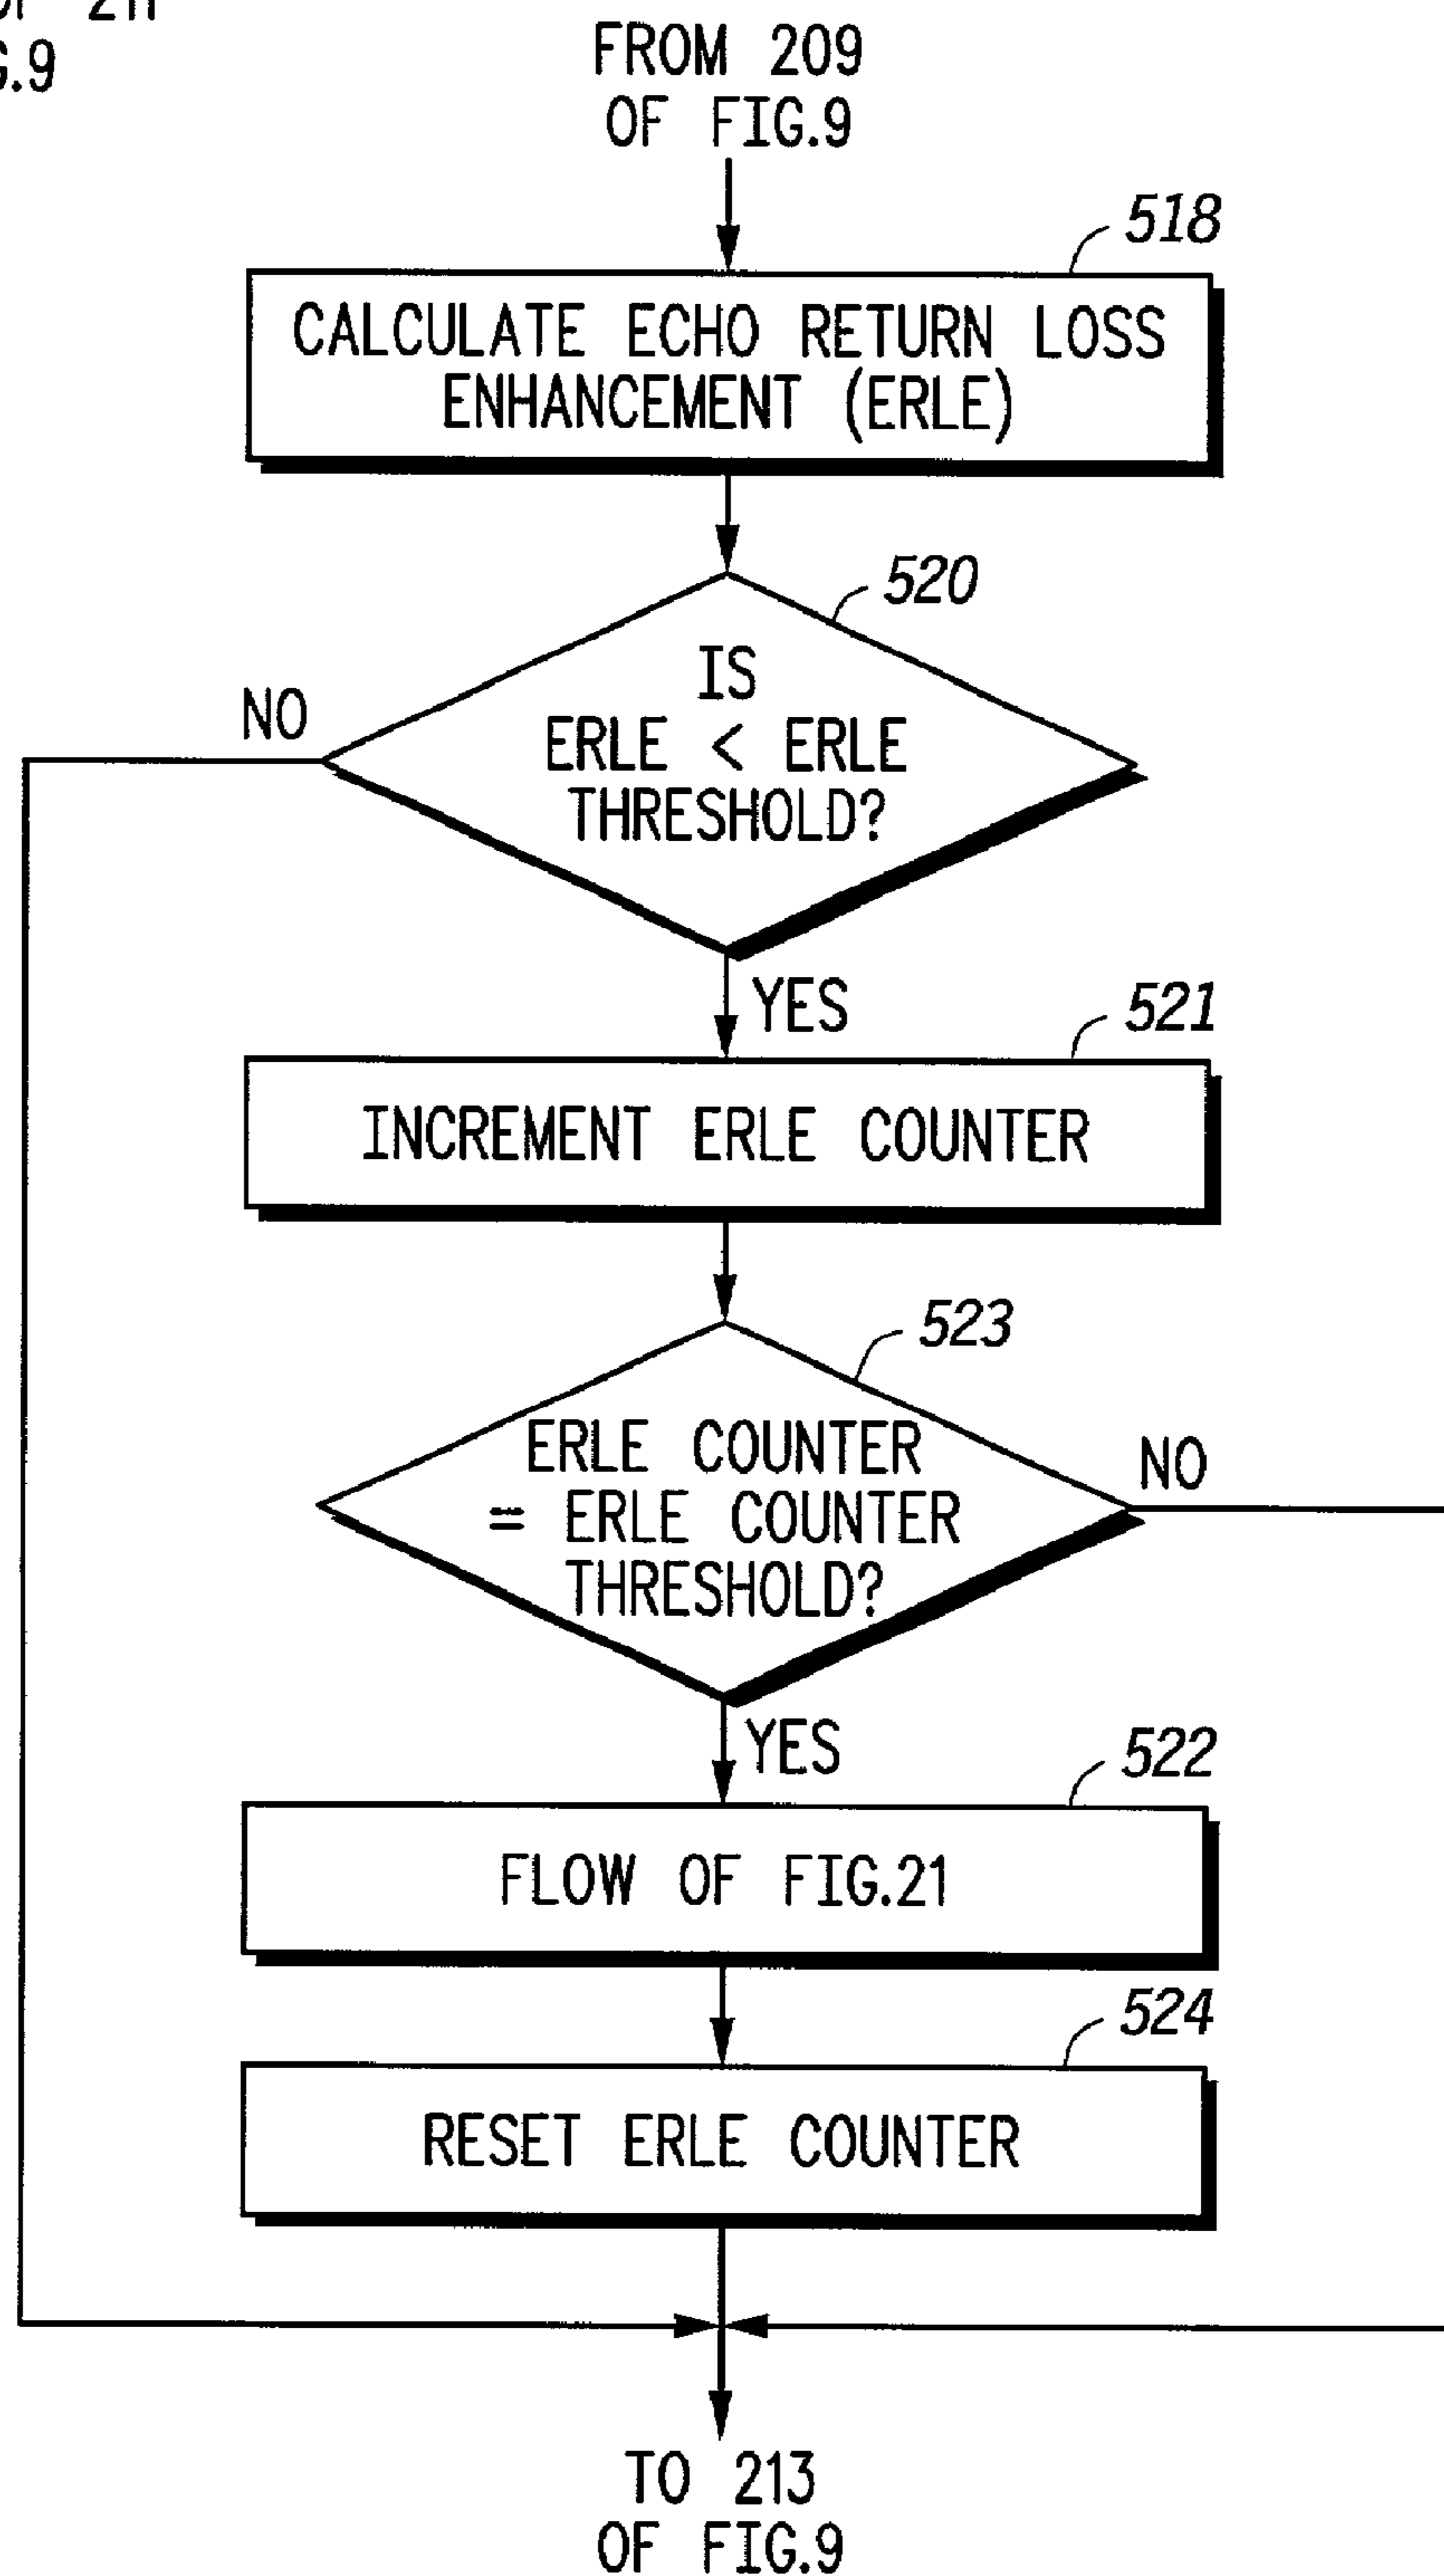 FIG.9
FROM 209
OF FIG.9
518
CALCULATE ECHO RETURN LOSS
ENHANCEMENT (ERLE)
520
IS
ERLE < ERLE
THRESHOLD?
NO
YES
521
INCREMENT ERLE COUNTER
523
ERLE COUNTER
= ERLE COUNTER
THRESHOLD?
NO
YES
522
FLOW OF FIG.21
524
RESET ERLE COUNTER
TO 213
OF FIG.9